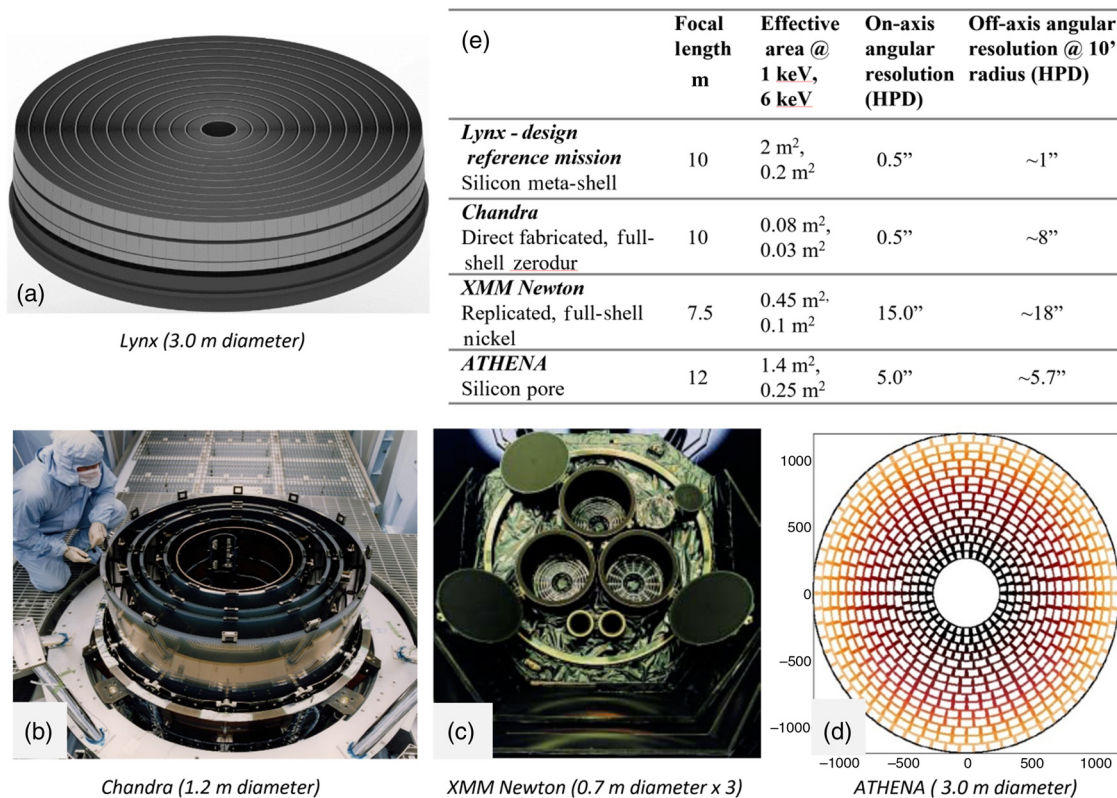 (a)
Lynx (3.0 m diameter)
(e)
Focal
length
m
Effective
area @
1 keV,
6 keV
On-axis
angular
resolution
(HPD)
Off-axis angular
resolution @ 10’
radius (HPD)
Lynx - design
reference mission
Silicon meta-shell
10
2 m²,
0.2 m²
0.5”
~1”
Chandra
Direct fabricated, full-
shell zerodur
10
0.08 m²,
0.03 m²
0.5”
~8”
XMM Newton
Replicated, full-shell
nickel
7.5
0.45 m²,
0.1 m²
15.0”
~18”
ATHENA
Silicon pore
12
1.4 m²,
0.25 m²
5.0”
~5.7”
(b)
Chandra (1.2 m diameter)
(c)
XMM Newton (0.7 m diameter x 3)
1000
500
0
−500
−1000
−1000
−500
0
500
1000
(d)
ATHENA ( 3.0 m diameter)